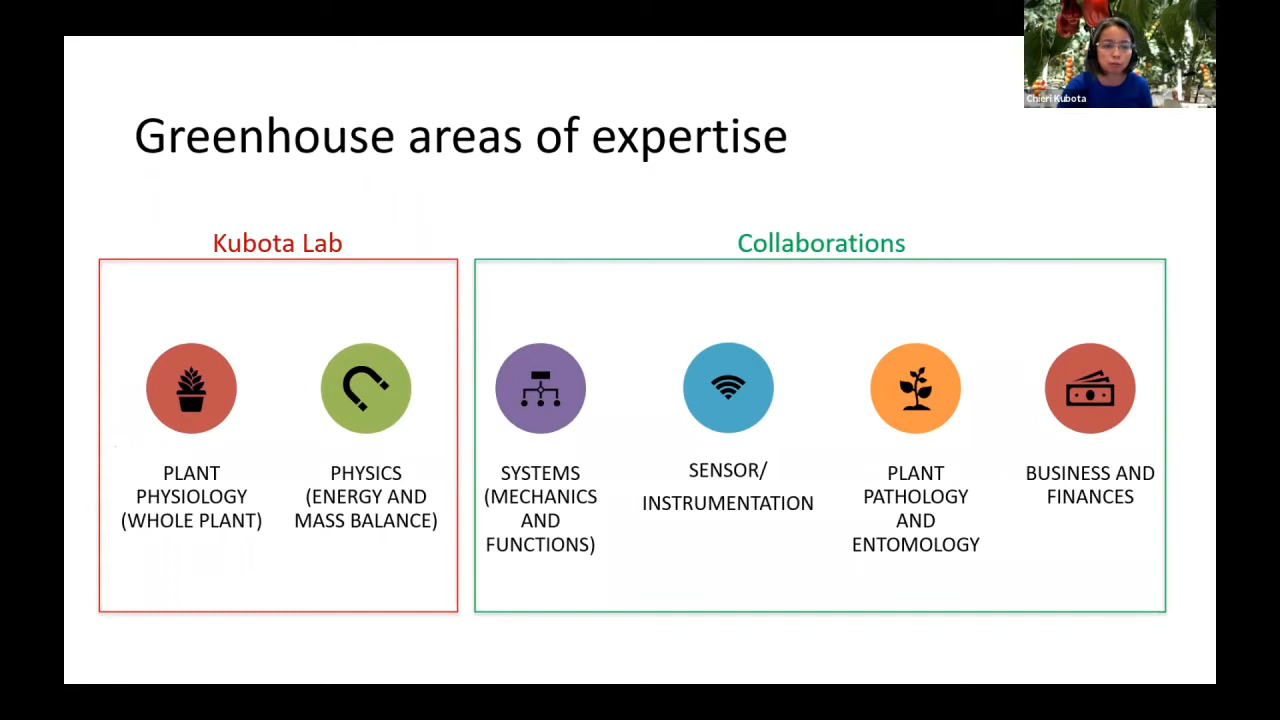 Chieri Kubota
Greenhouse areas of expertise
Kubota Lab
PLANT
PHYSIOLOGY
(WHOLE PLANT)
PHYSICS
(ENERGY AND
MASS BALANCE)
Collaborations
SYSTEMS
(MECHANICS
AND
FUNCTIONS)
SENSOR/
INSTRUMENTATION
PLANT
PATHOLOGY
AND
ENTOMOLOGY
BUSINESS AND
FINANCES